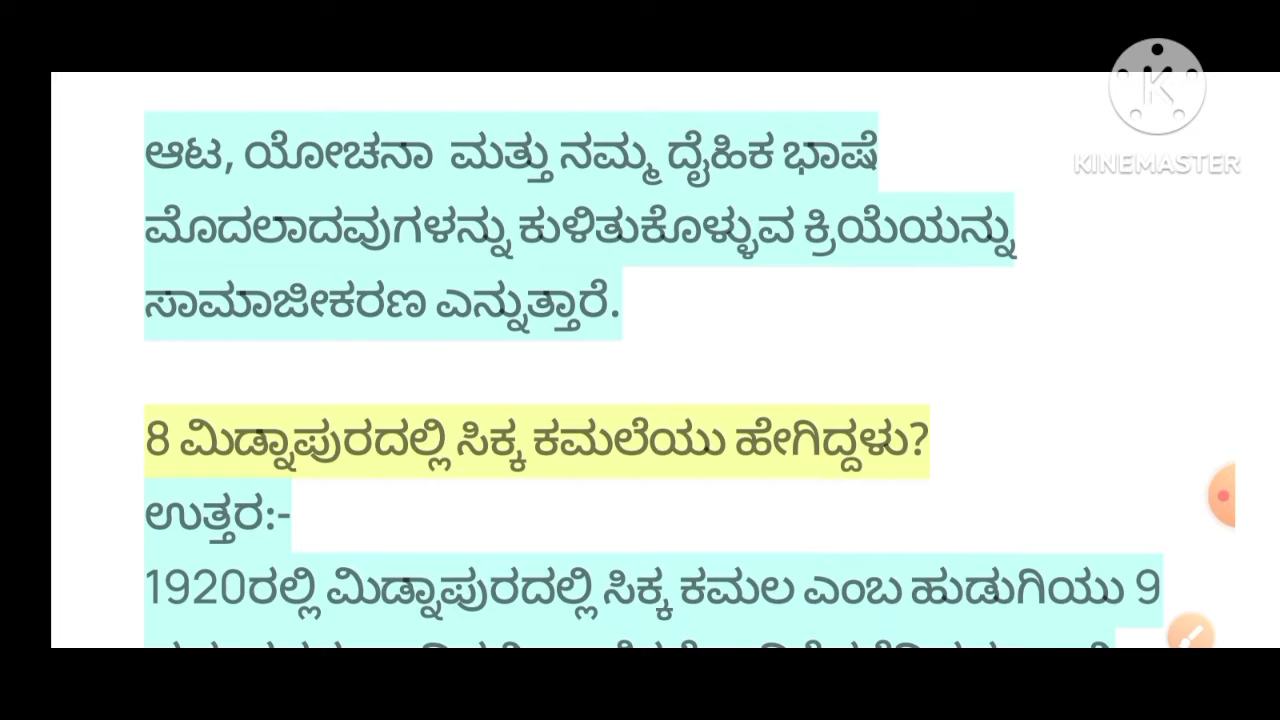 ಆಟ, ಯೋಚನಾ ಮತ್ತು ನಮ್ಮ ದೈಹಿಕ ಭಾಷೆ
KINEMASTER
ಮೊದಲಾದವುಗಳನ್ನು ಕುಳಿತುಕೊಳ್ಳುವ ಕ್ರಿಯೆಯನ್ನು
ಸಾಮಾಜೀಕರಣ ಎನ್ನುತ್ತಾರೆ.
8 ಮಿಡ್ನಾಪುರದಲ್ಲಿ ಸಿಕ್ಕ ಕಮಲೆಯು ಹೇಗಿದ್ದಳು?
ಉತ್ತರ:-
1920ರಲ್ಲಿ ಮಿಡ್ನಾಪುರದಲ್ಲಿ ಸಿಕ್ಕ ಕಮಲ ಎಂಬ ಹುಡುಗಿಯು 9